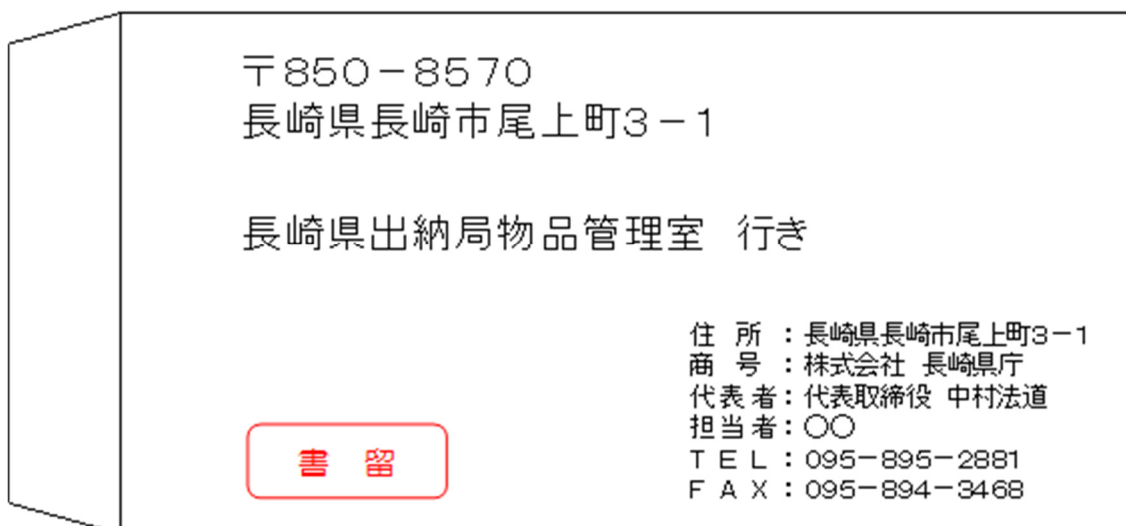 〒850－8570
長崎県長崎市尾上町3－1
長崎県出納局物品管理室　行き
住　所　：長崎県長崎市尾上町3－1
商　号　：株式会社　長崎県庁
代表者：代表取締役　中村法道
担当者：〇〇
ＴＥＬ：095－895－2881
ＦＡＸ：095－894－3468
書　留